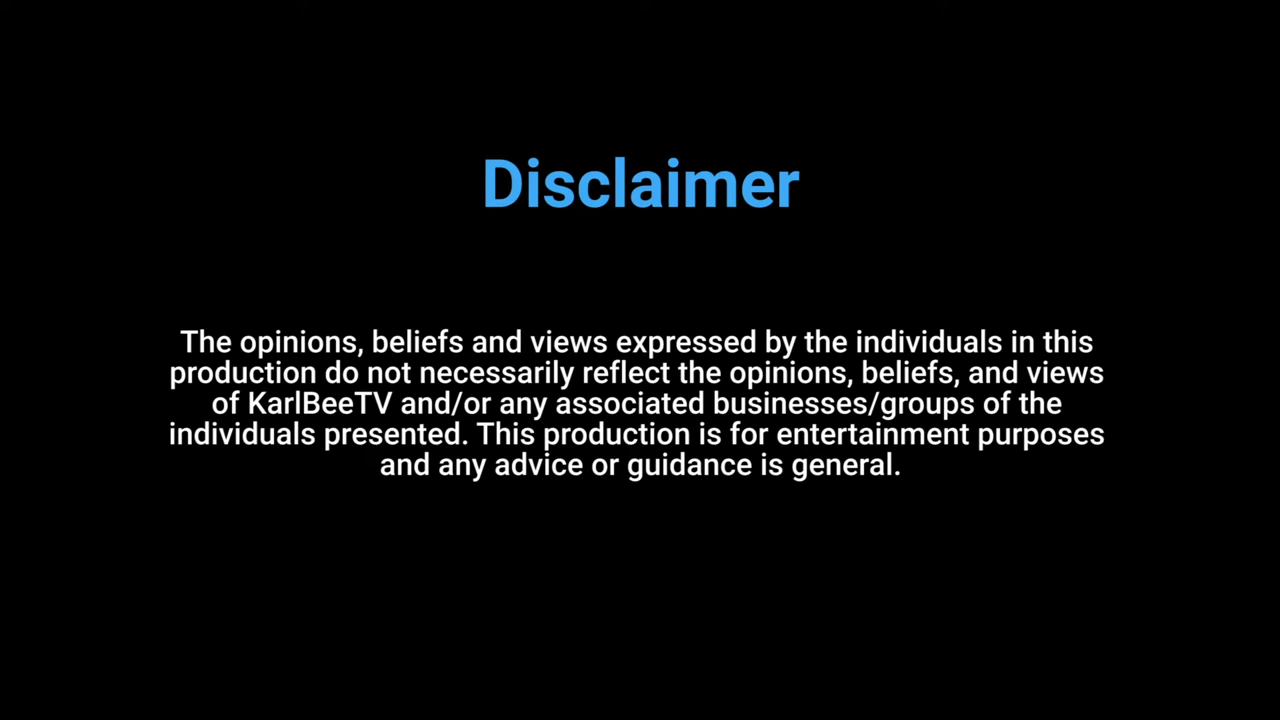 Disclaimer
The opinions, beliefs and views expressed by the individuals in this
production do not necessarily reflect the opinions, beliefs, and views
of KarlBeeTV and/or any associated businesses/groups of the
individuals presented. This production is for entertainment purposes
and any advice or guidance is general.